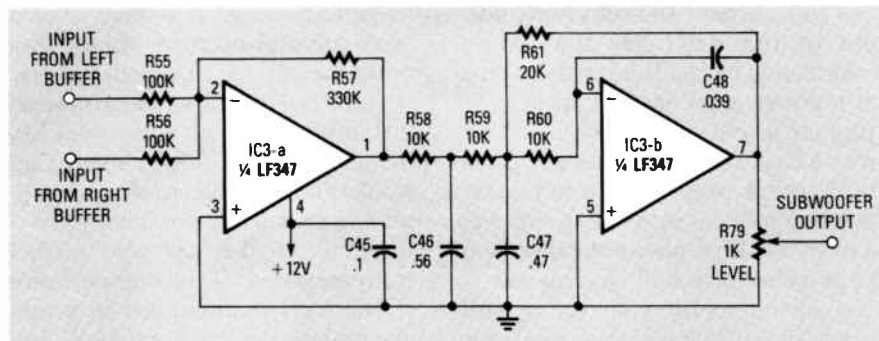 INPUT
FROM LEFT
BUFFER
R55
100K
R56
100K
INPUT
FROM RIGHT
BUFFER
2
−
3
+
IC3-a
¼ LF347
R57
330K
1
4
+12V
C45
.1
R58
10K
C46
.56
R59
10K
C47
.47
R61
20K
R60
10K
6
−
5
+
IC3-b
¼ LF347
C48
.039
7
R79
1K
LEVEL
SUBWOOFER
OUTPUT